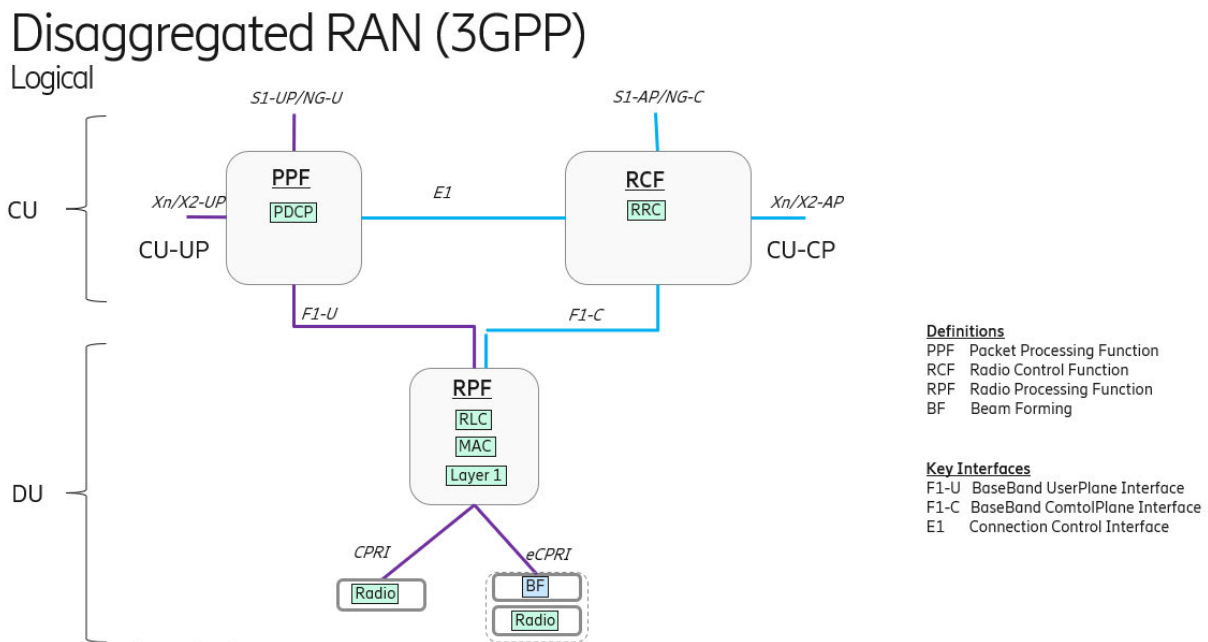 Disaggregated RAN (3GPP)
Logical
S1-UP/NG-U
S1-AP/NG-C
PPF
RCF
Xn/X2-UP
PDCP
E1
RRC
Xn/X2-AP
CU
CU-UP
CU-CP
F1-U
F1-C
RPF
RLC
MAC
Layer 1
DU
CPRI
eCPRI
Radio
BF
Radio
Definitions
PPF Packet Processing Function
RCF Radio Control Function
RPF Radio Processing Function
BF Beam Forming
Key Interfaces
F1-U BaseBand UserPlane Interface
F1-C BaseBand ComtolPlane Interface
E1 Connection Control Interface